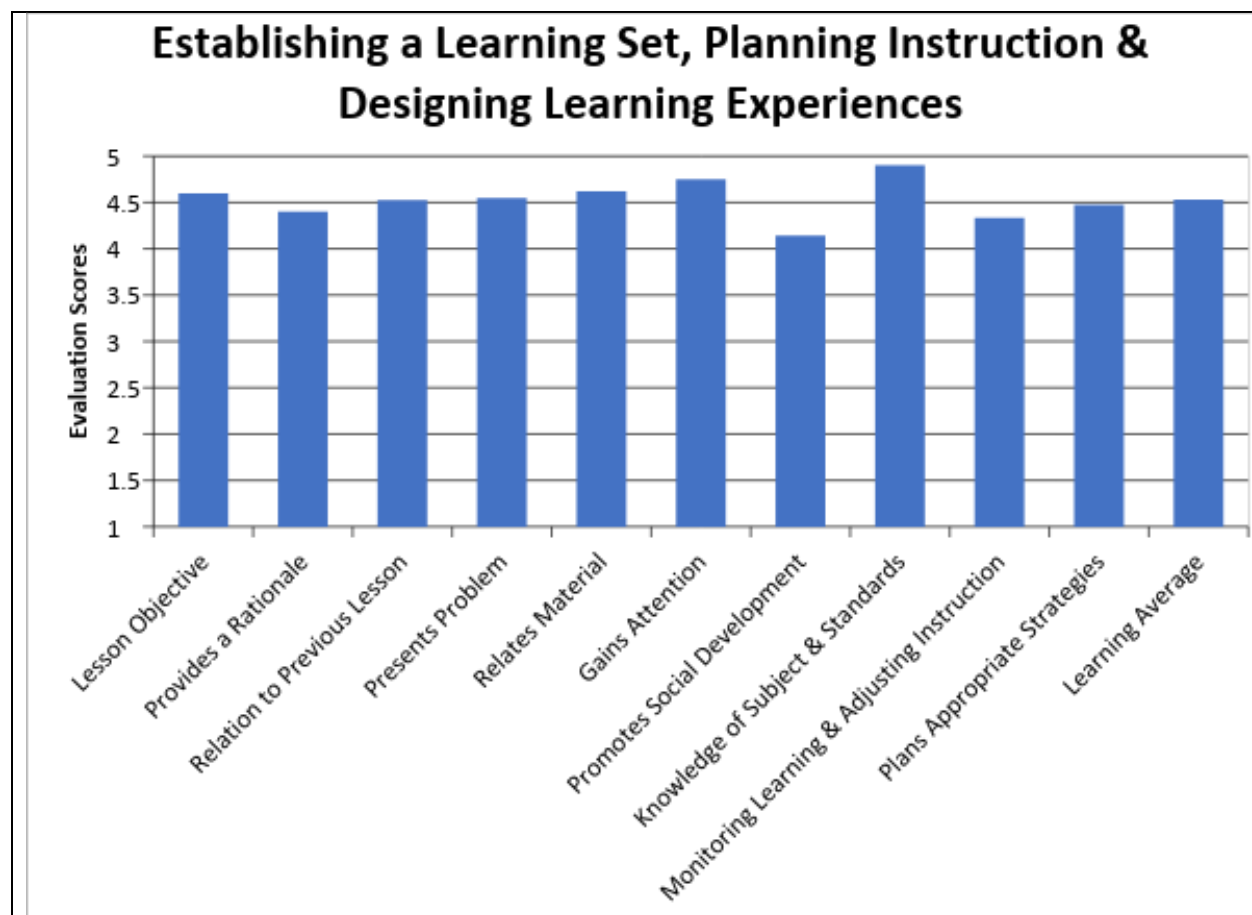 Establishing a Learning Set, Planning Instruction &
Designing Learning Experiences
Evaluation Scores
5
4.5
4
3.5
3
2.5
2
1.5
1
Lesson Objective
Provides a Rationale
Relation to Previous Lesson
Presents Problem
Relates Material
Gains Attention
Promotes Social Development
Knowledge of Subject & Standards
Monitoring Learning & Adjusting Instruction
Plans Appropriate Strategies
Learning Average